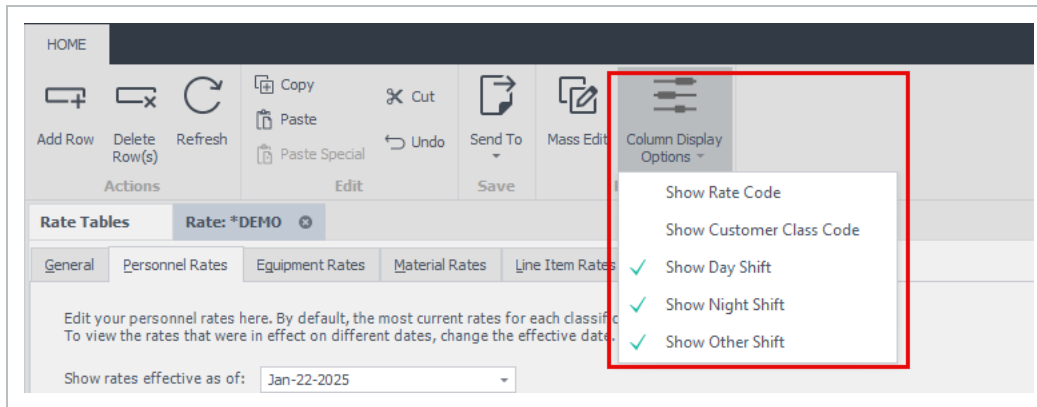 HOME
Add Row
Delete
Row(s)
Refresh
Copy
Paste
Paste Special
Cut
Undo
Send To
Mass Edit
Column Display
Options
Actions
Edit
Save
Show Rate Code
Show Customer Class Code
Show Day Shift
Show Night Shift
Show Other Shift
Rate Tables
Rate: *DEMO
General
Personnel Rates
Equipment Rates
Material Rates
Line Item Rates
Edit your personnel rates here. By default, the most current rates for each classific
To view the rates that were in effect on different dates, change the effective date.
Show rates effective as of:
Jan-22-2025